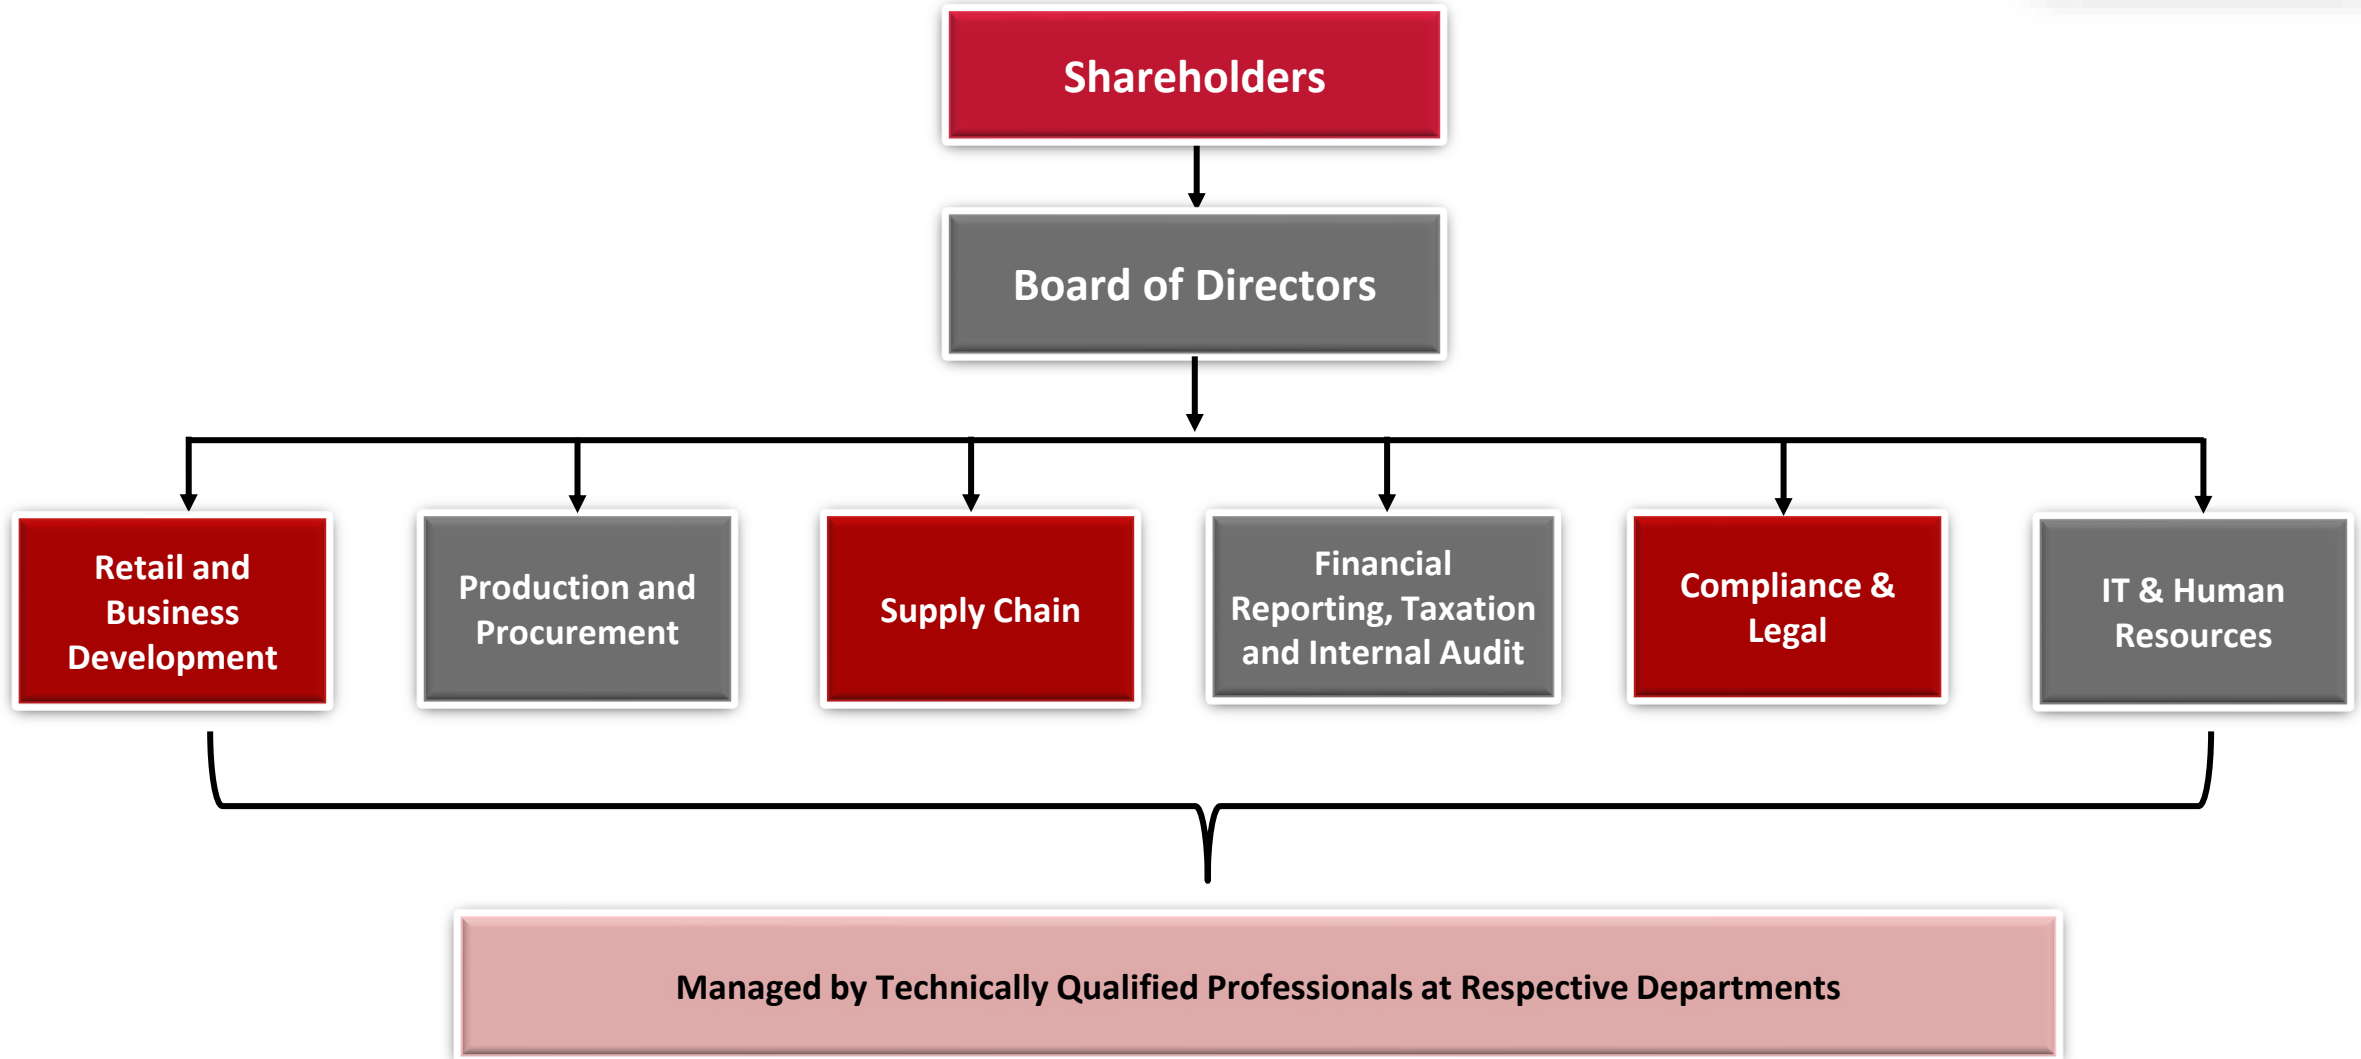 Shareholders
Board of Directors
Retail and
Business
Development
Production and
Procurement
Supply Chain
Financial
Reporting, Taxation
and Internal Audit
Compliance &
Legal
IT & Human
Resources
Managed by Technically Qualified Professionals at Respective Departments